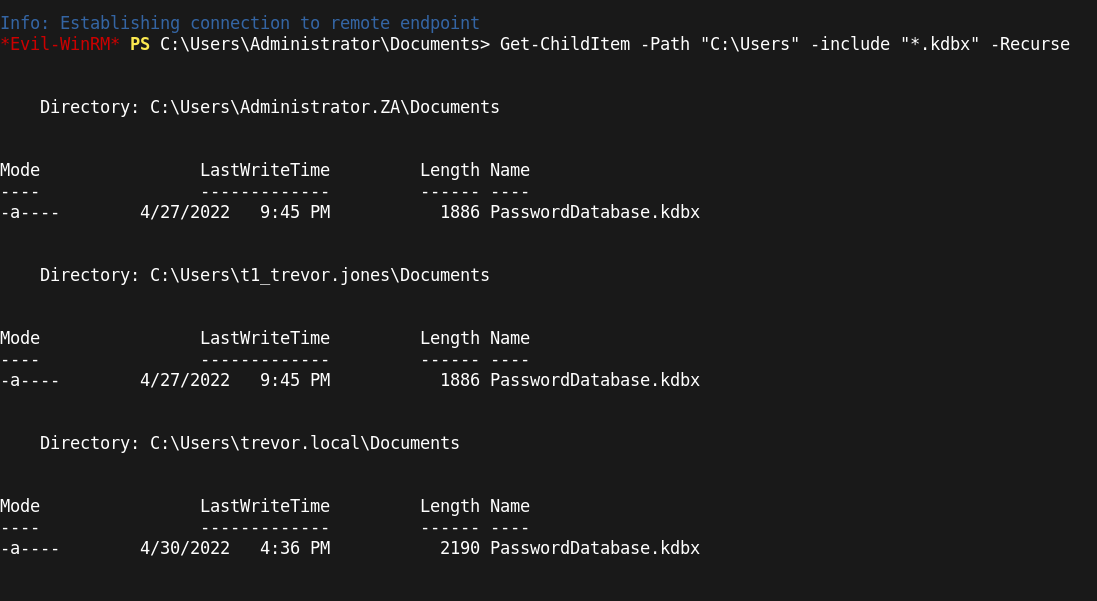 Info: Establishing connection to remote endpoint
*Evil-WinRM* PS C:\Users\Administrator\Documents> Get-ChildItem -Path "C:\Users" -include "*.kdbx" -Recurse
Directory: C:\Users\Administrator.ZA\Documents
Mode                LastWriteTime         Length Name
----                -------------         ------ ----
-a----        4/27/2022   9:45 PM           1886 PasswordDatabase.kdbx
Directory: C:\Users\t1_trevor.jones\Documents
Mode                LastWriteTime         Length Name
----                -------------         ------ ----
-a----        4/27/2022   9:45 PM           1886 PasswordDatabase.kdbx
Directory: C:\Users\trevor.local\Documents
Mode                LastWriteTime         Length Name
----                -------------         ------ ----
-a----        4/30/2022   4:36 PM           2190 PasswordDatabase.kdbx